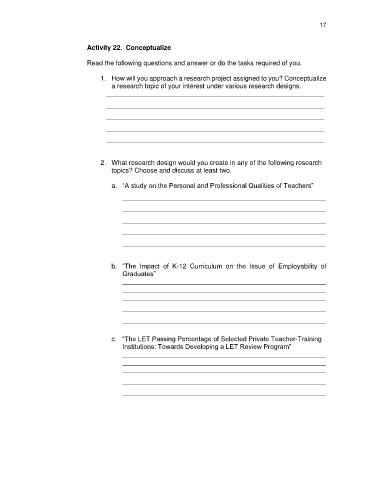 17
Activity 22. Conceptualize
Read the following questions and answer or do the tasks required of you.
1. How will you approach a research project assigned to you? Conceptualize
a research topic of your interest under various research designs.
2. What research design would you create in any of the following research
topics? Choose and discuss at least two.
a. “A study on the Personal and Professional Qualities of Teachers”
b. “The Impact of K-12 Curriculum on the Issue of Employability of
Graduates”
c. “The LET Passing Percentage of Selected Private Teacher-Training
Institutions: Towards Developing a LET Review Program”